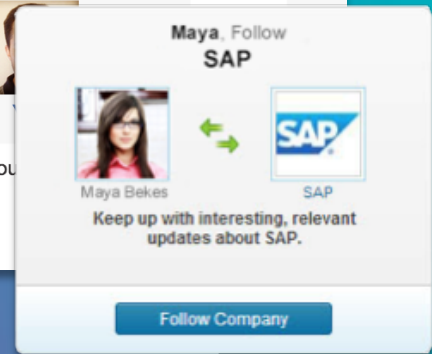 Maya, Follow
SAP
SAP
Maya Bekes
SAP
Keep up with interesting, relevant
updates about SAP.
Follow Company